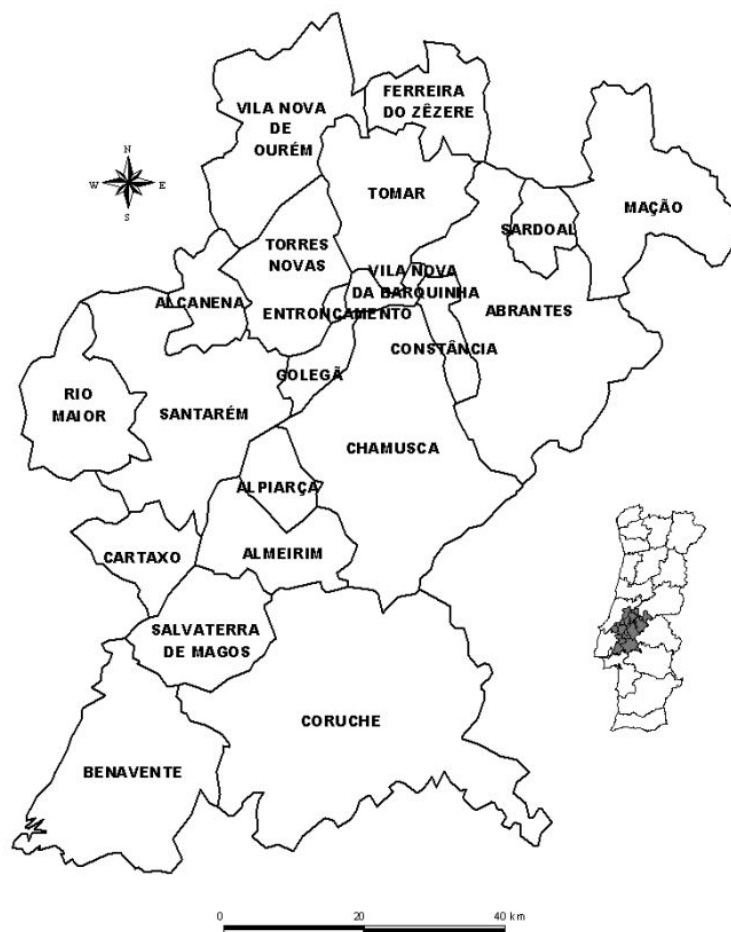 FERREIRA
DO ZÊZERE
VILA NOVA
DE
OURÉM
N
W
E
S
TOMAR
MAÇÃO
SARDOAL
TORRES
NOVAS
VILA NOVA
DA BARQUINHA
ALCANENA
ENTRONCAMENTO
ABRANTES
CONSTÂNCIA
GOLEGÃ
RIO
MAIOR
SANTARÉM
CHAMUSCA
ALPIARÇA
CARTAXO
ALMEIRIM
SALVATERRA
DE MAGOS
CORUCHE
BENAVENTE
0
20
40 km